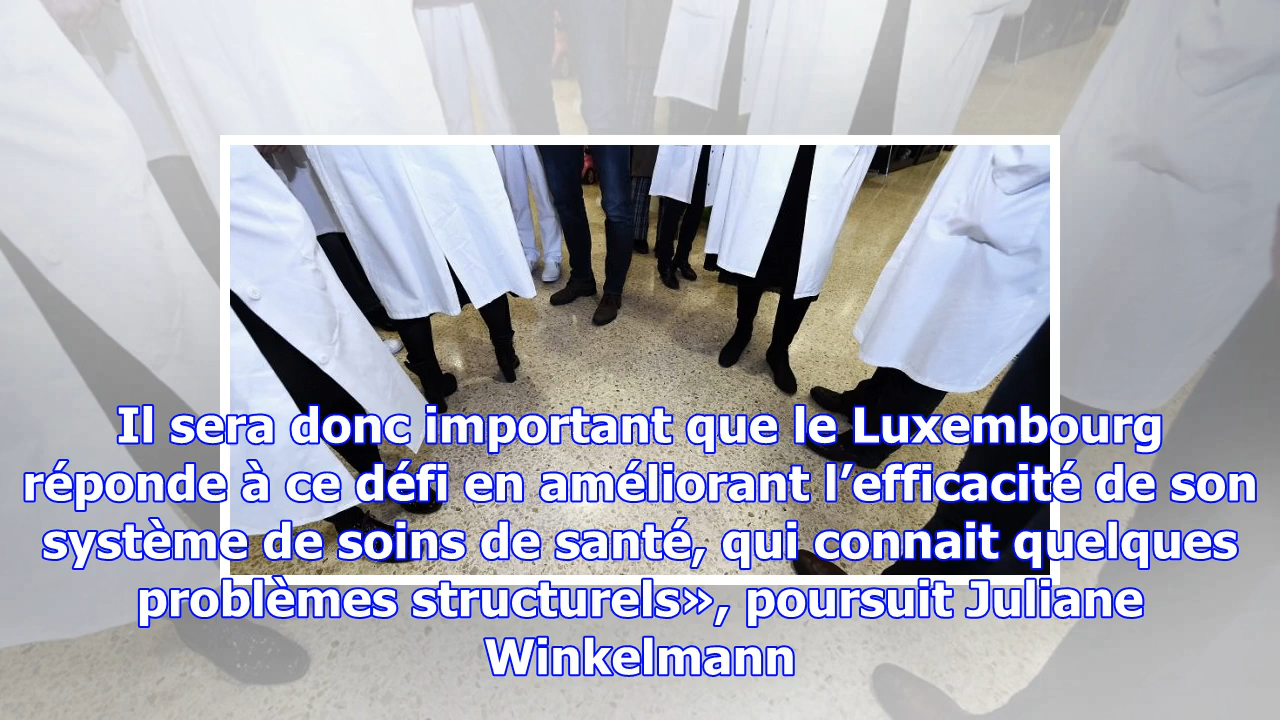 Il sera donc important que le Luxembourg
réponde à ce défi en améliorant l’efficacité de son
système de soins de santé, qui connait quelques
problèmes structurels», poursuit Juliane
Winkelmann